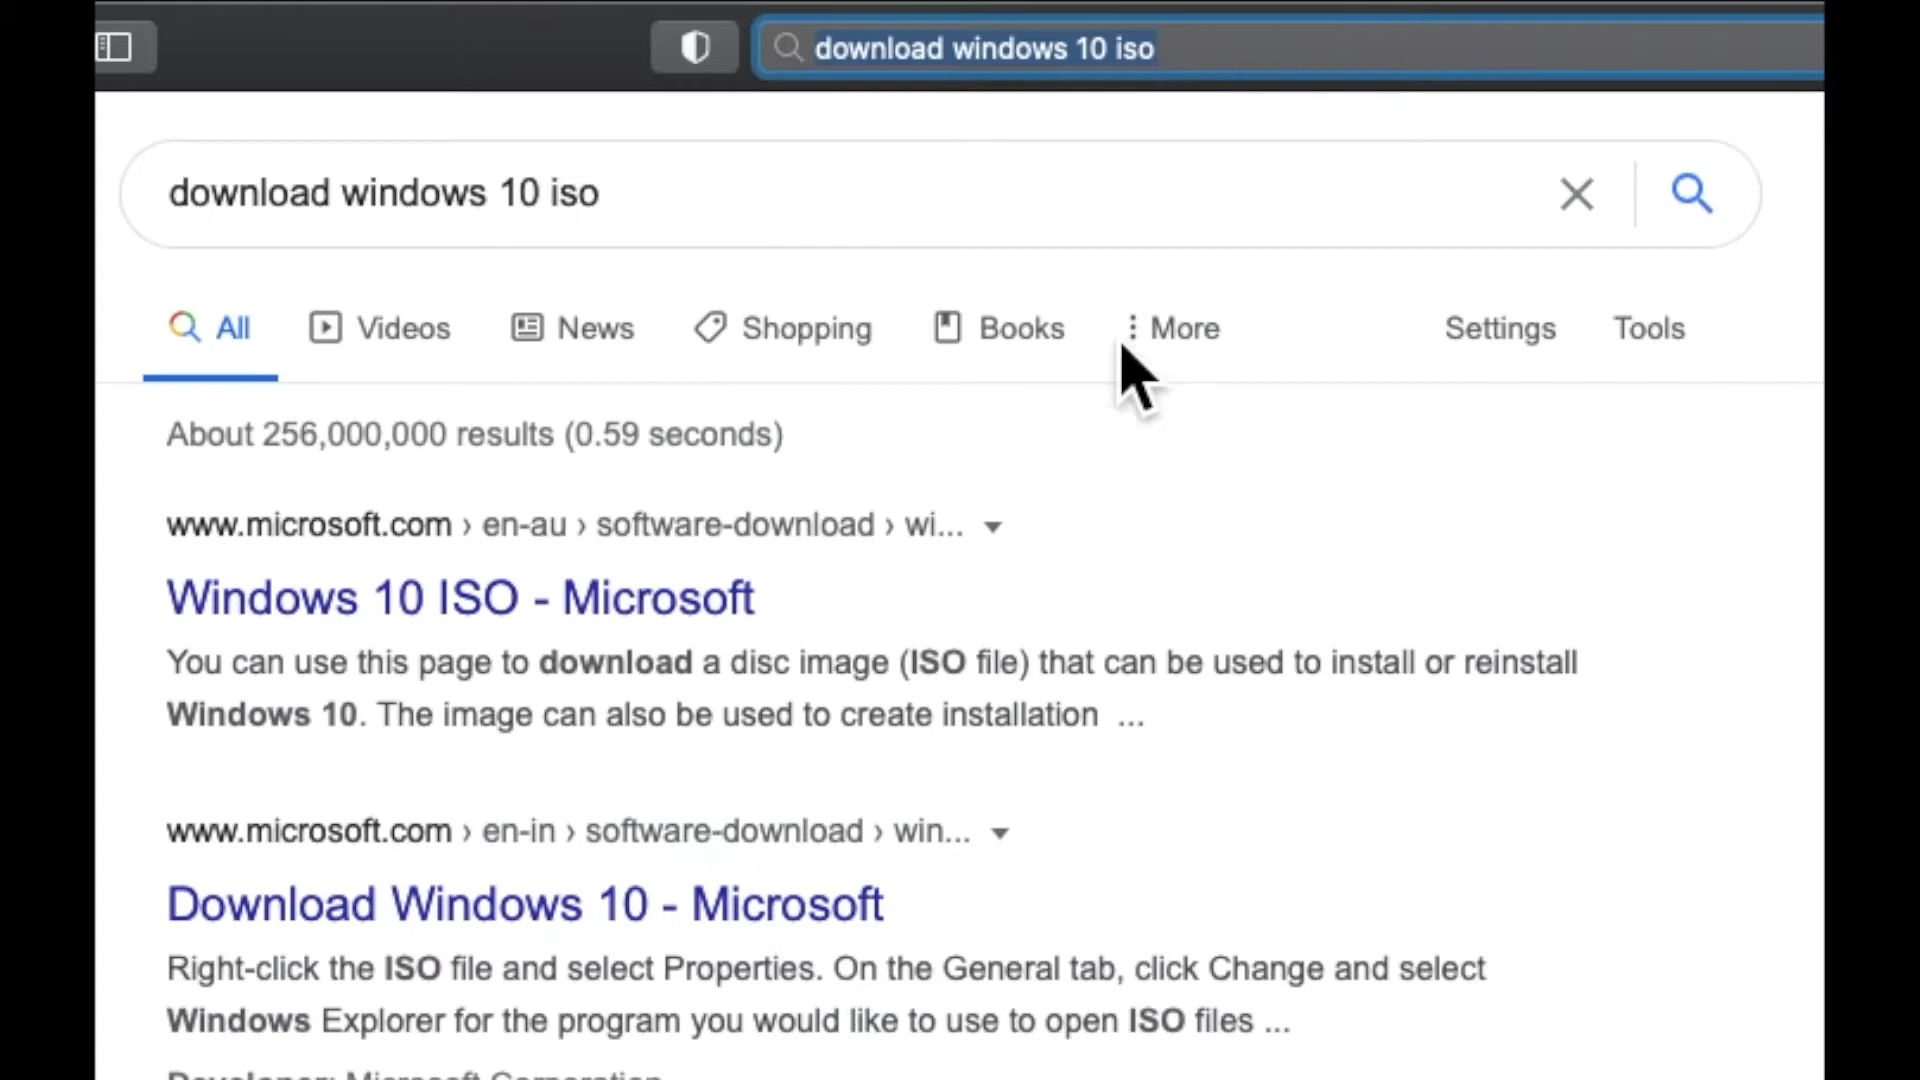 download windows 10 iso
download windows 10 iso
All Videos News Shopping Books More Settings Tools
About 256,000,000 results (0.59 seconds)
www.microsoft.com › en-au › software-download › wi...
Windows 10 ISO - Microsoft
You can use this page to download a disc image (ISO file) that can be used to install or reinstall
Windows 10. The image can also be used to create installation ...
www.microsoft.com › en-in › software-download › win...
Download Windows 10 - Microsoft
Right-click the ISO file and select Properties. On the General tab, click Change and select
Windows Explorer for the program you would like to use to open ISO files ...
Developer: Microsoft Corporation